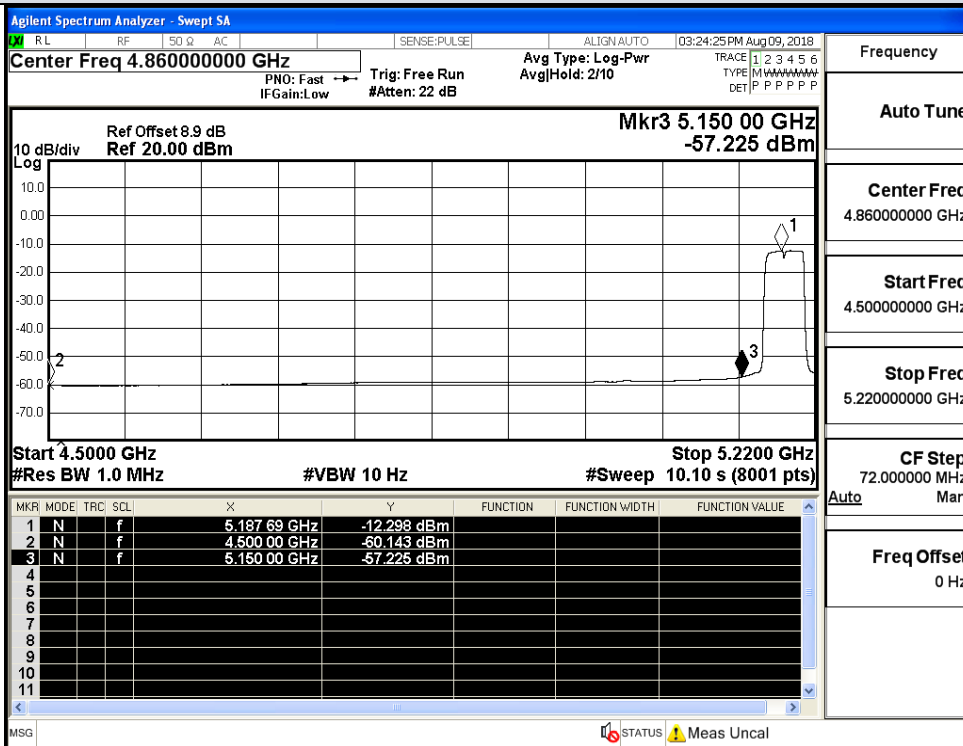 Agilent Spectrum Analyzer - Swept SA
LXI RL RF 50 Ω AC SENSE:PULSE ALIGN AUTO 03:24:25 PM Aug 09, 2018
Center Freq 4.860000000 GHz
PNO: Fast
IFGain:Low
Trig: Free Run
#Atten: 22 dB
Avg Type: Log-Pwr
Avg|Hold: 2/10
TRACE 1 2 3 4 5 6
TYPE M
DET P P P P P P
Mkr3 5.150 00 GHz
-57.225 dBm
Ref Offset 8.9 dB
10 dB/div Ref 20.00 dBm
Log
10.0
0.00
-10.0
-20.0
-30.0
-40.0
-50.0
-60.0
-70.0
1
2
3
Start 4.5000 GHz Stop 5.2200 GHz
#Res BW 1.0 MHz #VBW 10 Hz #Sweep 10.10 s (8001 pts)
MKR MODE TRC SCL X Y FUNCTION FUNCTION WIDTH FUNCTION VALUE
1 N f 5.187 69 GHz -12.298 dBm
2 N f 4.500 00 GHz -60.143 dBm
3 N f 5.150 00 GHz -57.225 dBm
4
5
6
7
8
9
10
11
MSG STATUS Meas Uncal
Frequency
Auto Tune
Center Freq
4.860000000 GHz
Start Freq
4.500000000 GHz
Stop Freq
5.220000000 GHz
CF Step
72.000000 MHz
Auto Man
Freq Offset
0 Hz